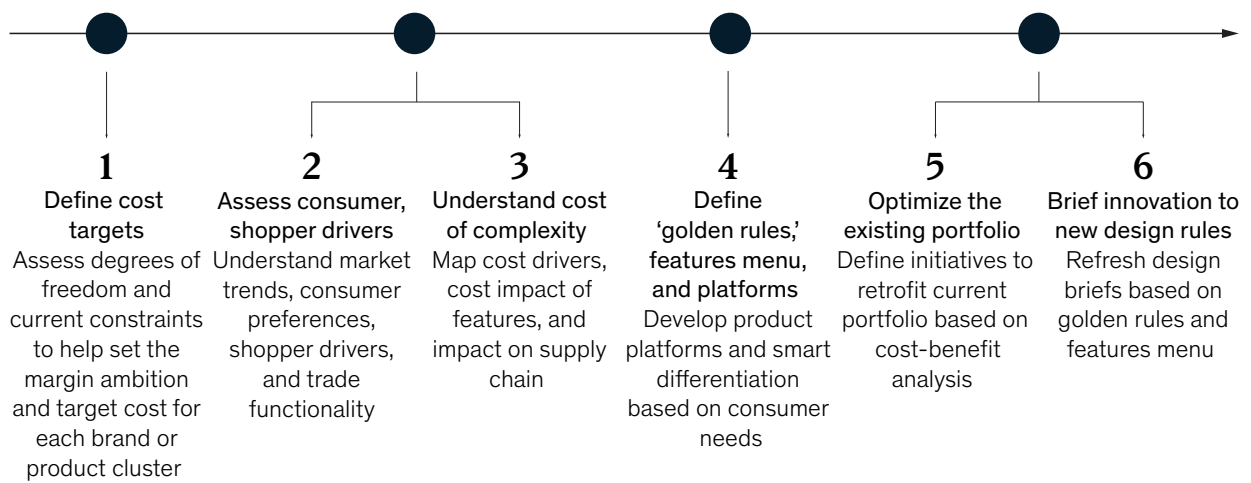 1
Define cost
targets
Assess degrees of
freedom and
current constraints
to help set the
margin ambition
and target cost for
each brand or
product cluster
2
Assess consumer,
shopper drivers
Understand market
trends, consumer
preferences,
shopper drivers,
and trade
functionality
3
Understand cost
of complexity
Map cost drivers,
cost impact of
features, and
impact on supply
chain
4
Define
‘golden rules,’
features menu,
and platforms
Develop product
platforms and smart
differentiation
based on consumer
needs
5
Optimize the
existing portfolio
Define initiatives to
retrofit current
portfolio based on
cost-benefit
analysis
6
Brief innovation to
new design rules
Refresh design
briefs based on
golden rules and
features menu